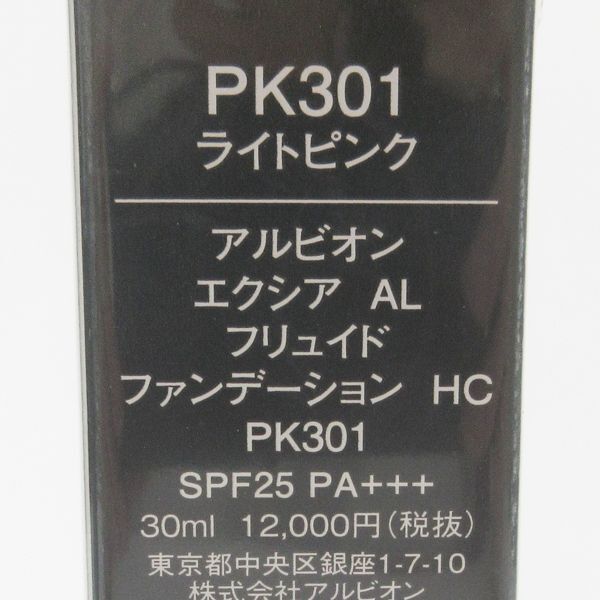 PK301
ライトピンク
アルビオン
エクシア AL
フリュイド
ファンデーション HC
PK301
SPF25 PA+++
30ml 12,000円(税抜)
東京都中央区銀座1-7-10
株式会社アルビオン